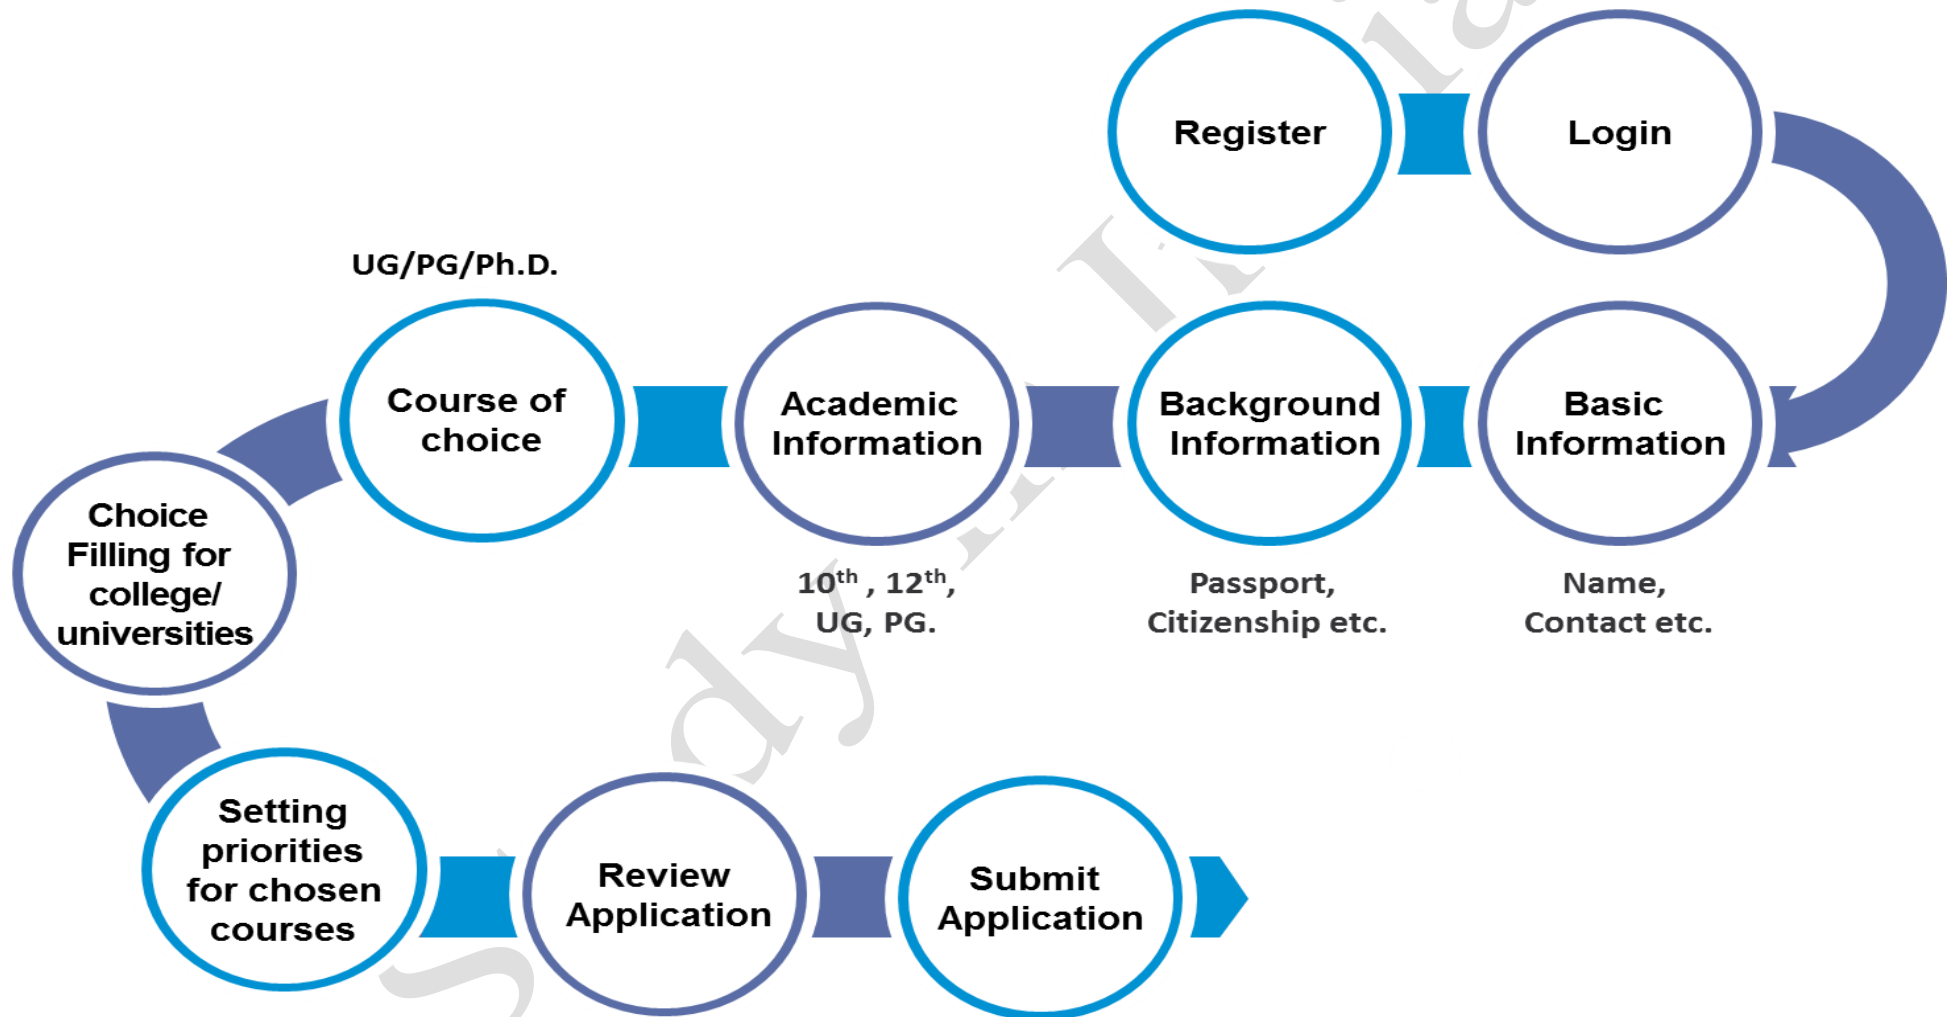 Register
Login
Basic
Information
Name,
Contact etc.
Background
Information
Passport,
Citizenship etc.
Academic
Information
10th , 12th,
UG, PG.
UG/PG/Ph.D.
Course of
choice
Choice
Filling for
college/
universities
Setting
priorities
for chosen
courses
Review
Application
Submit
Application